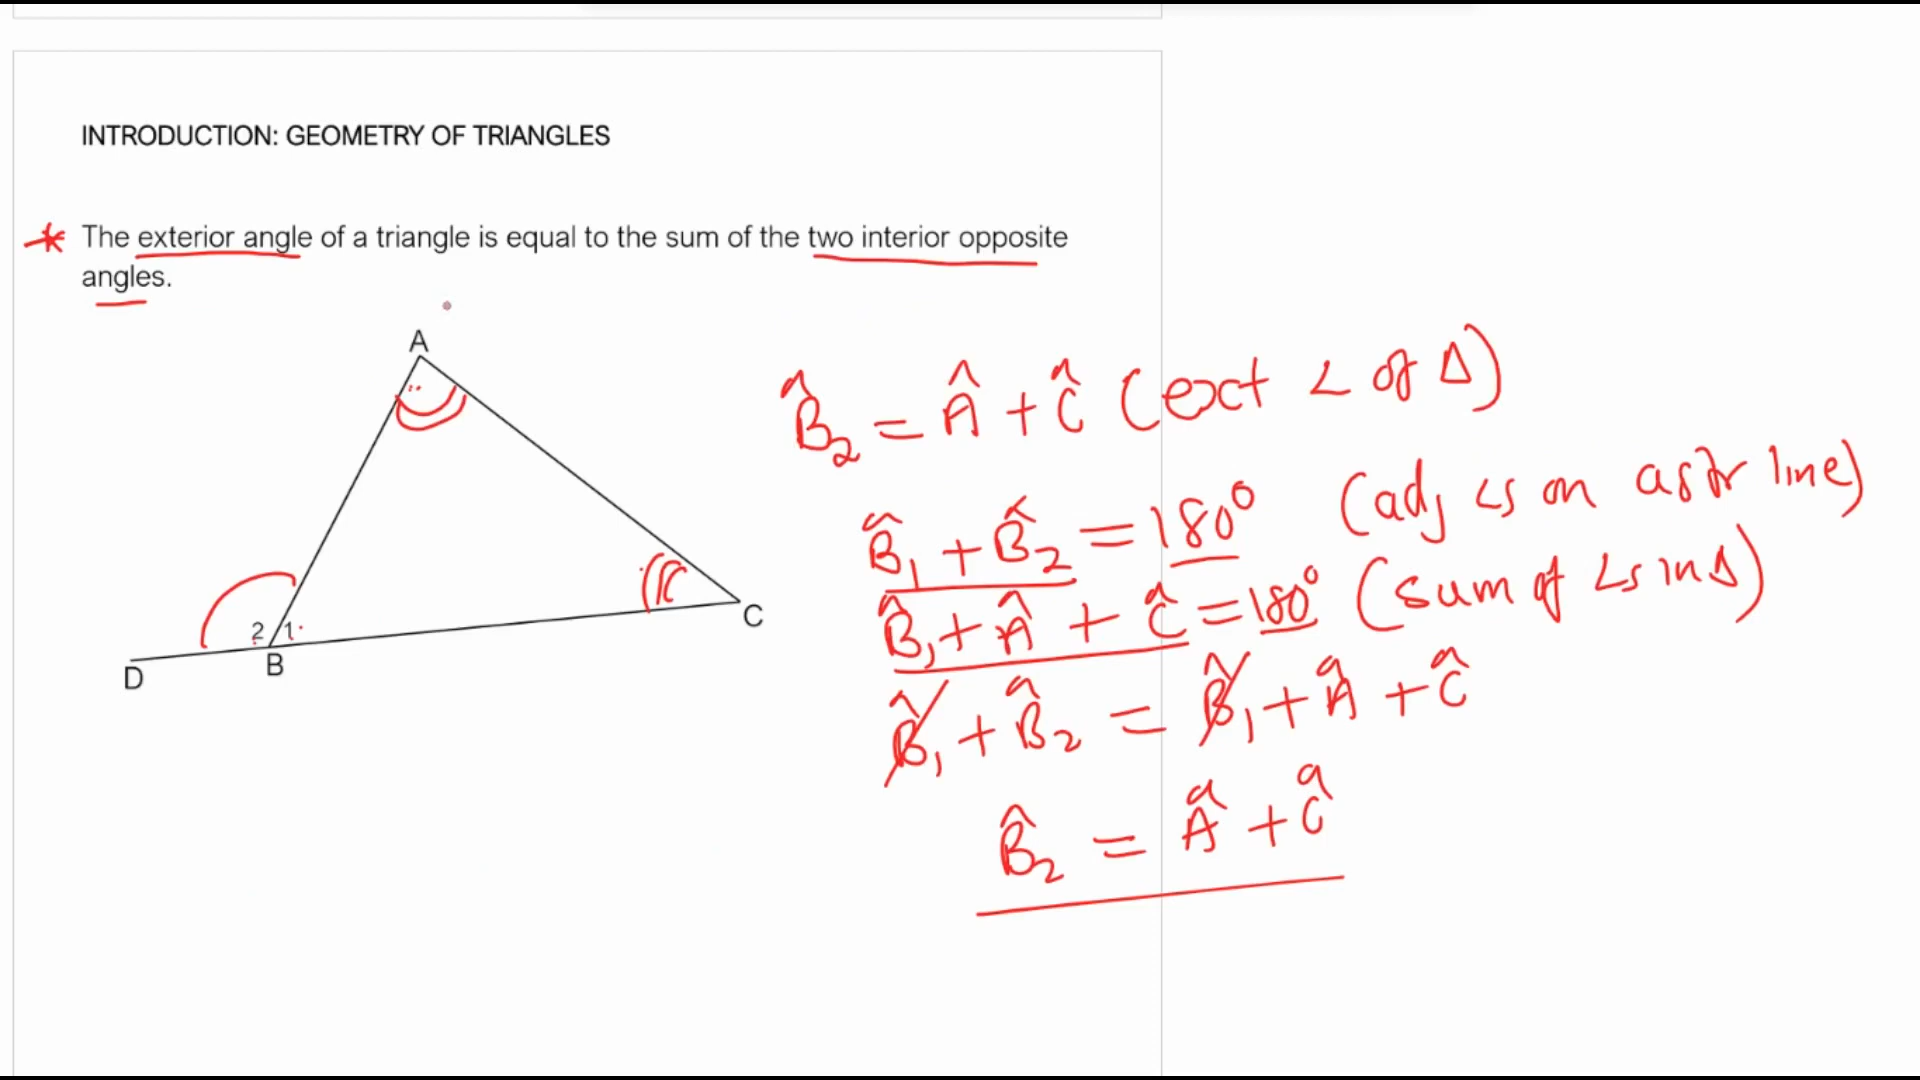 INTRODUCTION: GEOMETRY OF TRIANGLES
* The exterior angle of a triangle is equal to the sum of the two interior opposite
angles.
A
B̂₂ = Â + Ĉ (ext ∠ of Δ)
B̂₁ + B̂₂ = 180° (adj ∠s on a str line)
B̂₁ + Â + Ĉ = 180° (sum of ∠s in Δ)
C
2 1
D B
B̂₁ + B̂₂ = B̂₁ + Â + Ĉ
B̂₂ = Â + Ĉ